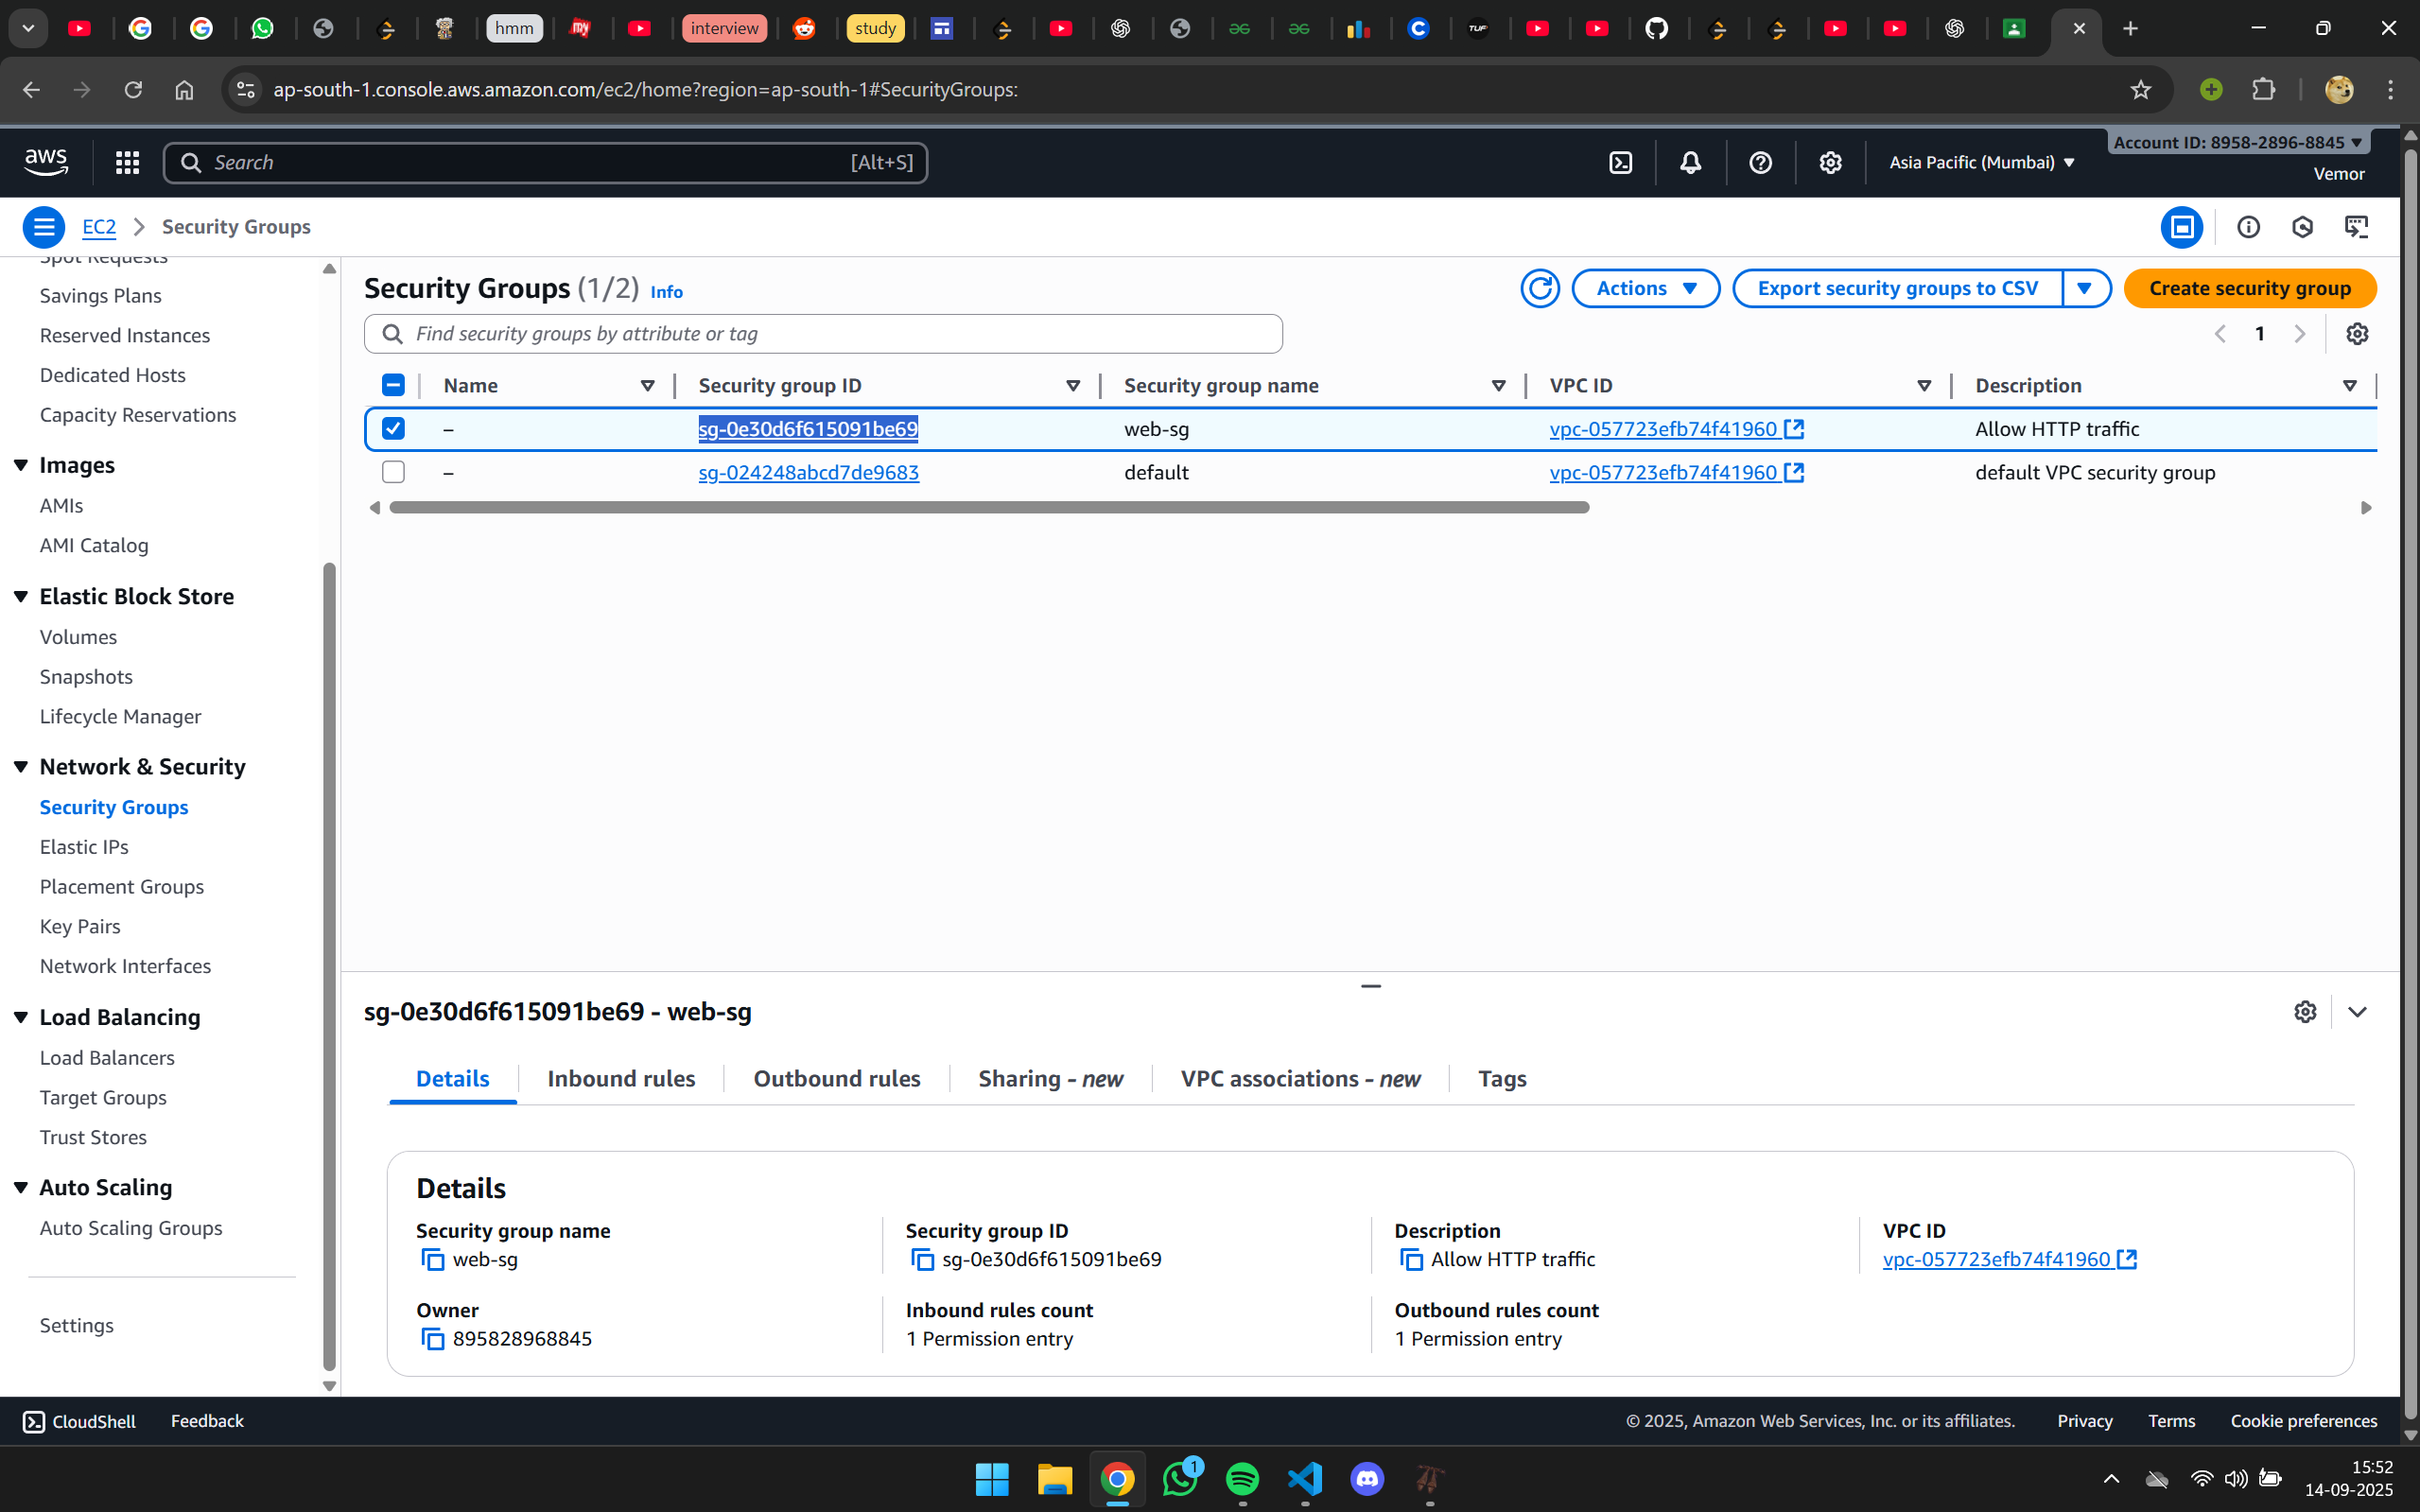 hmm
interview
study
TUF
ap-south-1.console.aws.amazon.com/ec2/home?region=ap-south-1#SecurityGroups:
aws
Search
[Alt+S]
Asia Pacific (Mumbai)
Account ID: 8958-2896-8845
Vemor
EC2
Security Groups
Spot Requests
Savings Plans
Reserved Instances
Dedicated Hosts
Capacity Reservations
Images
AMIs
AMI Catalog
Elastic Block Store
Volumes
Snapshots
Lifecycle Manager
Network & Security
Security Groups
Elastic IPs
Placement Groups
Key Pairs
Network Interfaces
Load Balancing
Load Balancers
Target Groups
Trust Stores
Auto Scaling
Auto Scaling Groups
Settings
Security Groups (1/2) Info
Actions
Export security groups to CSV
Create security group
Find security groups by attribute or tag
1
Name Security group ID Security group name VPC ID Description
– sg-0e30d6f615091be69 web-sg vpc-057723efb74f41960 Allow HTTP traffic
– sg-024248abcd7de9683 default vpc-057723efb74f41960 default VPC security group
sg-0e30d6f615091be69 - web-sg
Details Inbound rules Outbound rules Sharing - new VPC associations - new Tags
Details
Security group name
web-sg
Security group ID
sg-0e30d6f615091be69
Description
Allow HTTP traffic
VPC ID
vpc-057723efb74f41960
Owner
895828968845
Inbound rules count
1 Permission entry
Outbound rules count
1 Permission entry
CloudShell Feedback
© 2025, Amazon Web Services, Inc. or its affiliates. Privacy Terms Cookie preferences
1
15:52
14-09-2025